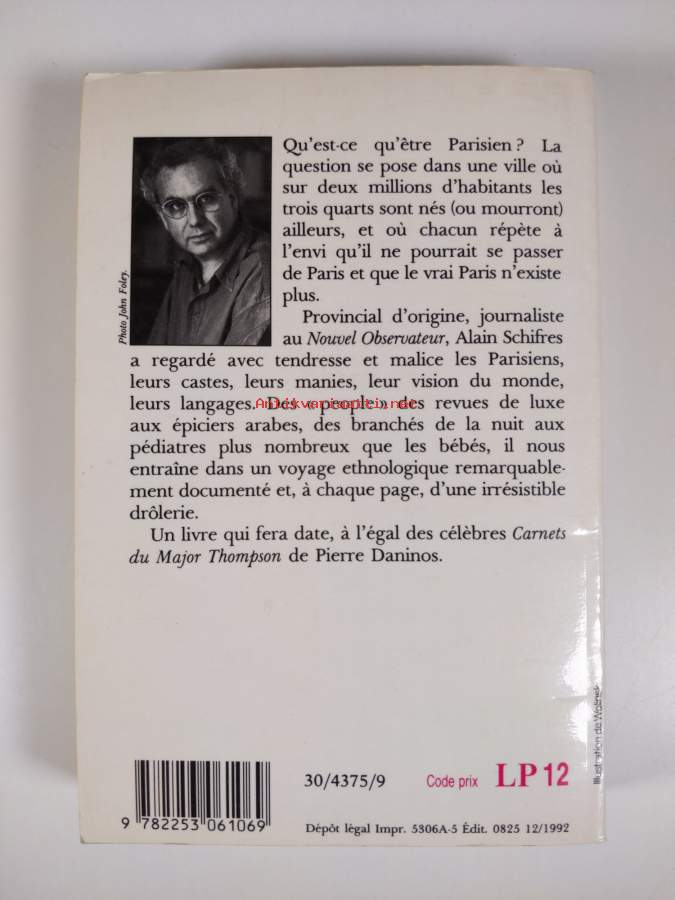 Qu'est-ce qu'être Parisien ? La
question se pose dans une ville où
sur deux millions d'habitants les
trois quarts sont nés (ou mourront)
ailleurs, et où chacun répète à
l'envi qu'il ne pourrait se passer
de Paris et que le vrai Paris n'existe
plus.
Photo John Foley.
Provincial d'origine, journaliste
au Nouvel Observateur, Alain Schifres
a regardé avec tendresse et malice les Parisiens,
leurs castes, leurs manies, leur vision du monde,
leurs langages. Des « people » des revues de luxe
Antikvariaatti.net
aux épiciers arabes, des branchés de la nuit aux
pédiatres plus nombreux que les bébés, il nous
entraîne dans un voyage ethnologique remarquable-
ment documenté et, à chaque page, d'une irrésistible
drôlerie.
Un livre qui fera date, à l'égal des célèbres Carnets
du Major Thompson de Pierre Daninos.
Illustration de Wolinski
30/4375/9 Code prix LP 12
9 782253 061069
Dépôt légal Impr. 5306A-5 Édit. 0825 12/1992